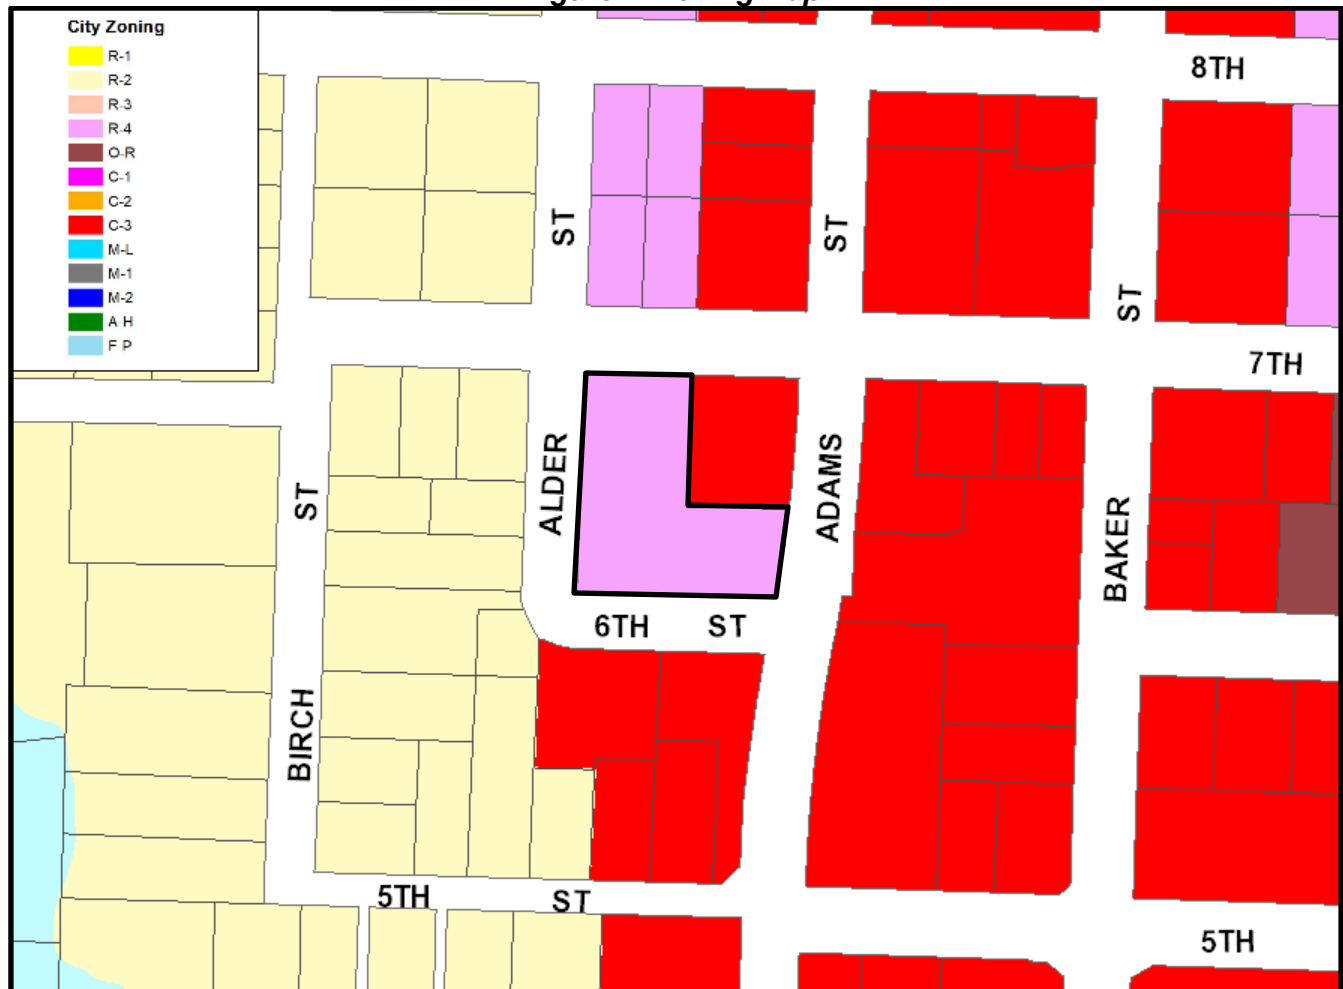 City Zoning
R-1
R-2
R-3
R-4
O-R
C-1
C-2
C-3
M-L
M-1
M-2
A H
F P
8TH
ST
ST
ST
7TH
ALDER
ADAMS
ST
BAKER
6TH ST
BIRCH
5TH ST
5TH